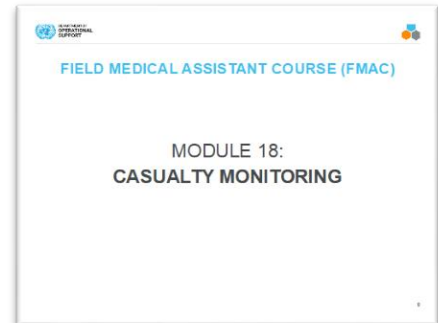 DEPARTMENT OF
OPERATIONAL
SUPPORT
FIELD MEDICAL ASSISTANT COURSE (FMAC)
MODULE 18:
CASUALTY MONITORING